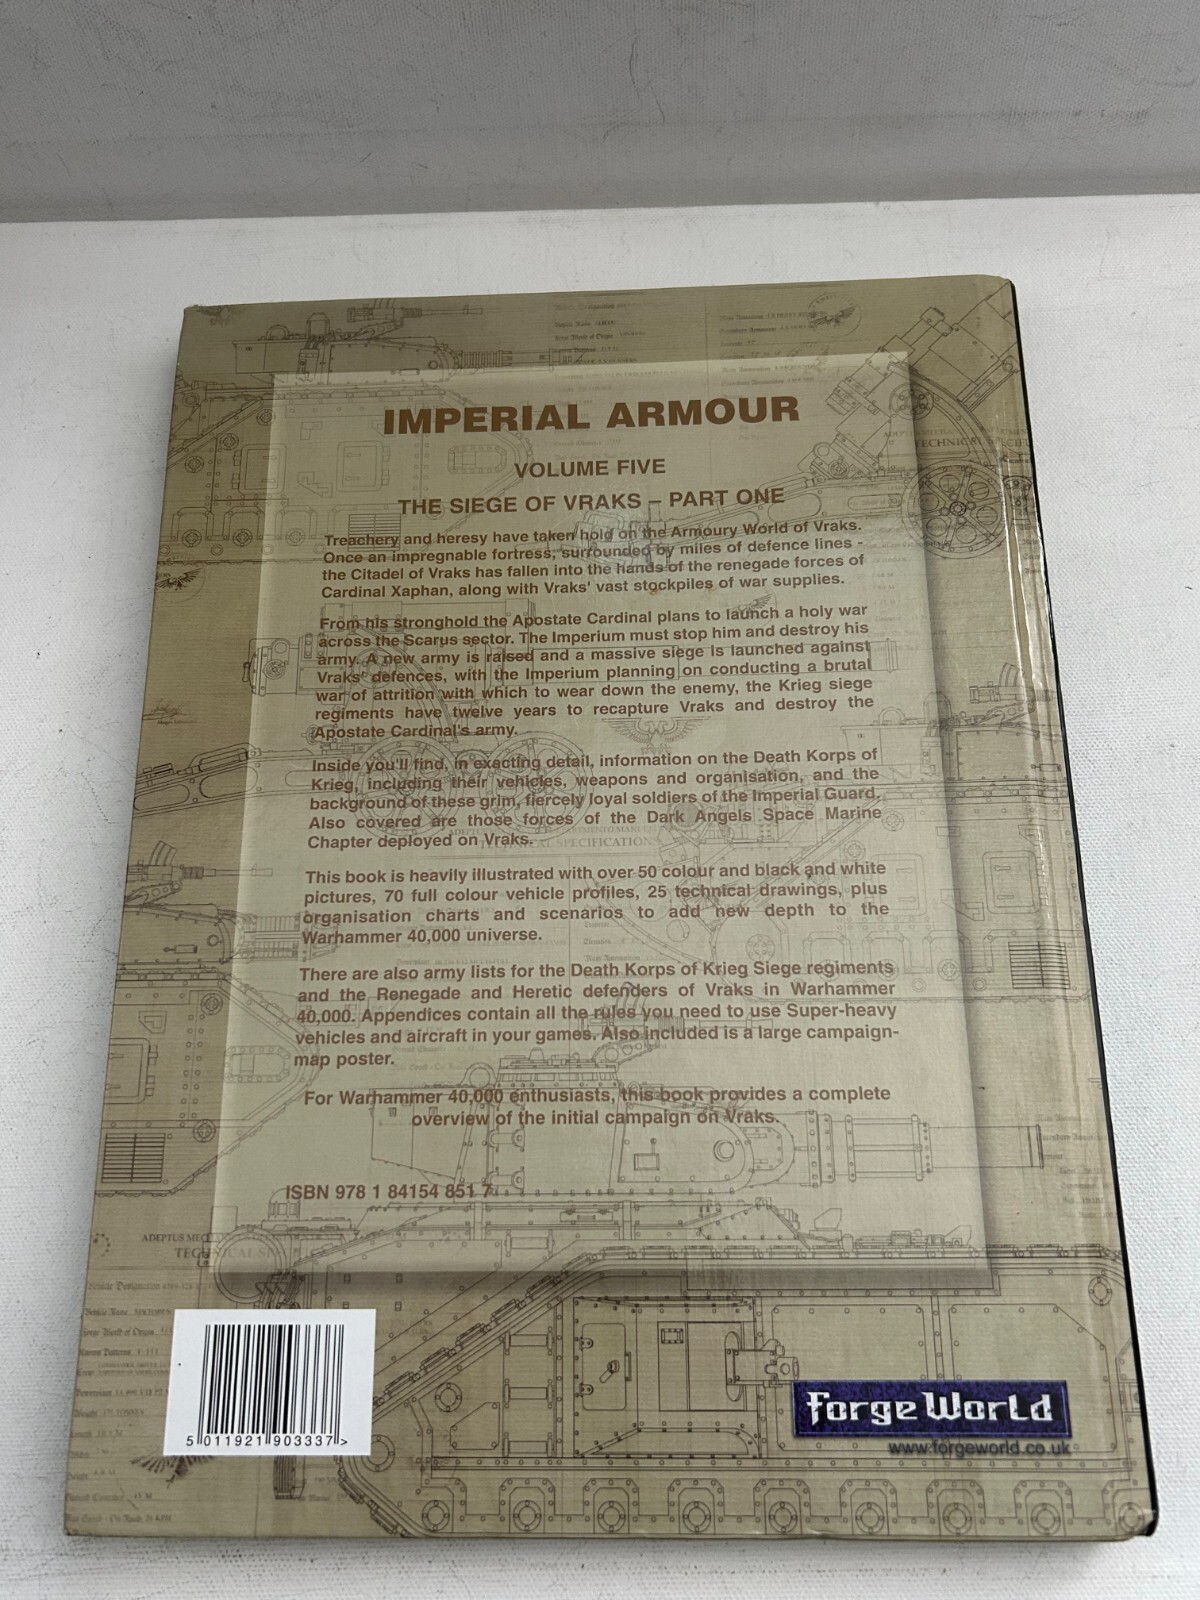 IMPERIAL ARMOUR
VOLUME FIVE
THE SIEGE OF VRAKS – PART ONE
Treachery and heresy have taken hold on the Armoury World of Vraks.
Once an impregnable fortress, surrounded by miles of defence lines -
the Citadel of Vraks has fallen into the hands of the renegade forces of
Cardinal Xaphan, along with Vraks' vast stockpiles of war supplies.
From his stronghold the Apostate Cardinal plans to launch a holy war
across the Scarus sector. The Imperium must stop him and destroy his
army. A new army is raised and a massive siege is launched against
Vraks' defences, with the Imperium planning on conducting a brutal
war of attrition with which to wear down the enemy, the Krieg siege
regiments have twelve years to recapture Vraks and destroy the
Apostate Cardinal's army.
Inside you'll find, in exacting detail, information on the Death Korps of
Krieg, including their vehicles, weapons and organisation, and the
background of these grim, fiercely loyal soldiers of the Imperial Guard.
Also covered are those forces of the Dark Angels Space Marine
Chapter deployed on Vraks.
This book is heavily illustrated with over 50 colour and black and white
pictures, 70 full colour vehicle profiles, 25 technical drawings, plus
organisation charts and scenarios to add new depth to the
Warhammer 40,000 universe.
There are also army lists for the Death Korps of Krieg Siege regiments
and the Renegade and Heretic defenders of Vraks in Warhammer
40,000. Appendices contain all the rules you need to use Super-heavy
vehicles and aircraft in your games. Also included is a large campaign-
map poster.
For Warhammer 40,000 enthusiasts, this book provides a complete
overview of the initial campaign on Vraks.
ISBN 978 1 84154 851 7
5 011921 903337 >
Forge World
www.forgeworld.co.uk